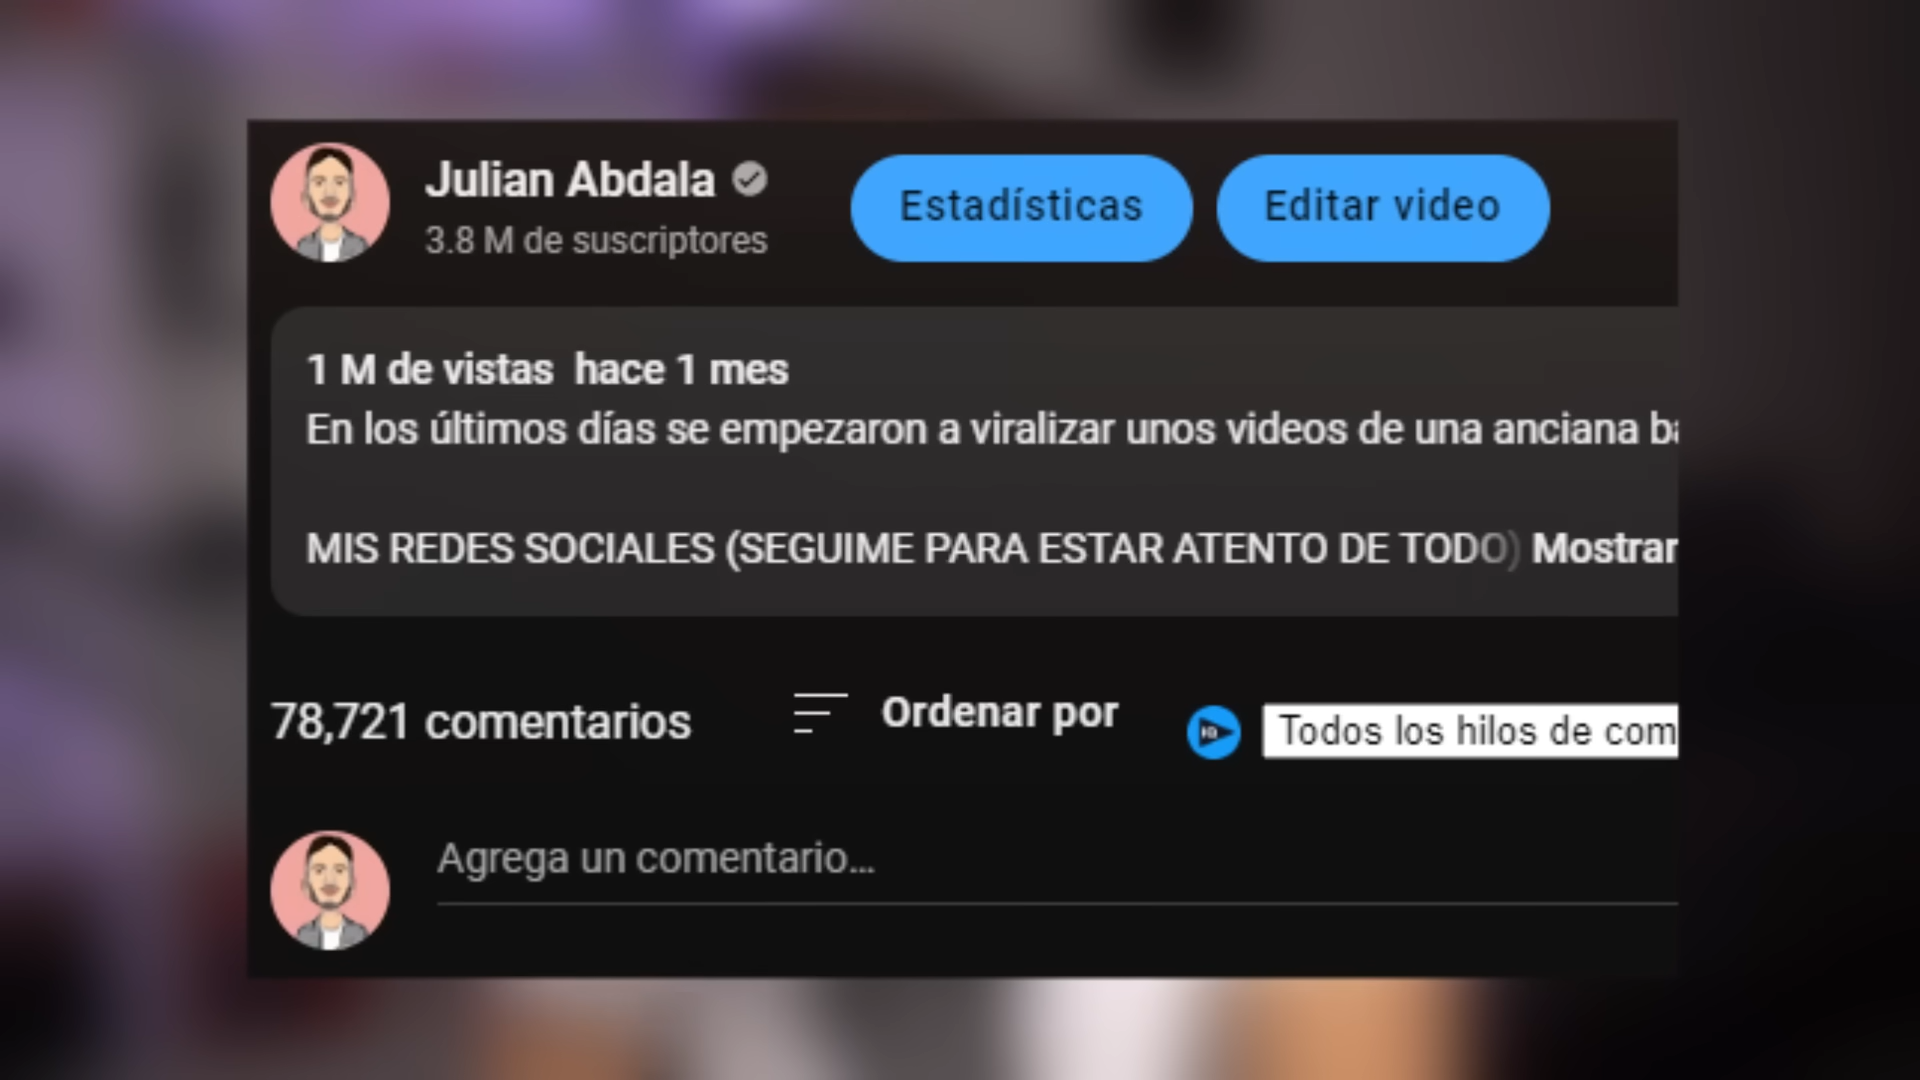 Julian Abdala
3.8 M de suscriptores
Estadísticas
Editar video
1 M de vistas hace 1 mes
En los últimos días se empezaron a viralizar unos videos de una anciana
MIS REDES SOCIALES (SEGUIME PARA ESTAR ATENTO DE TODO) Mostrar
78,721 comentarios
Ordenar por
Todos los hilos de com
Agrega un comentario...